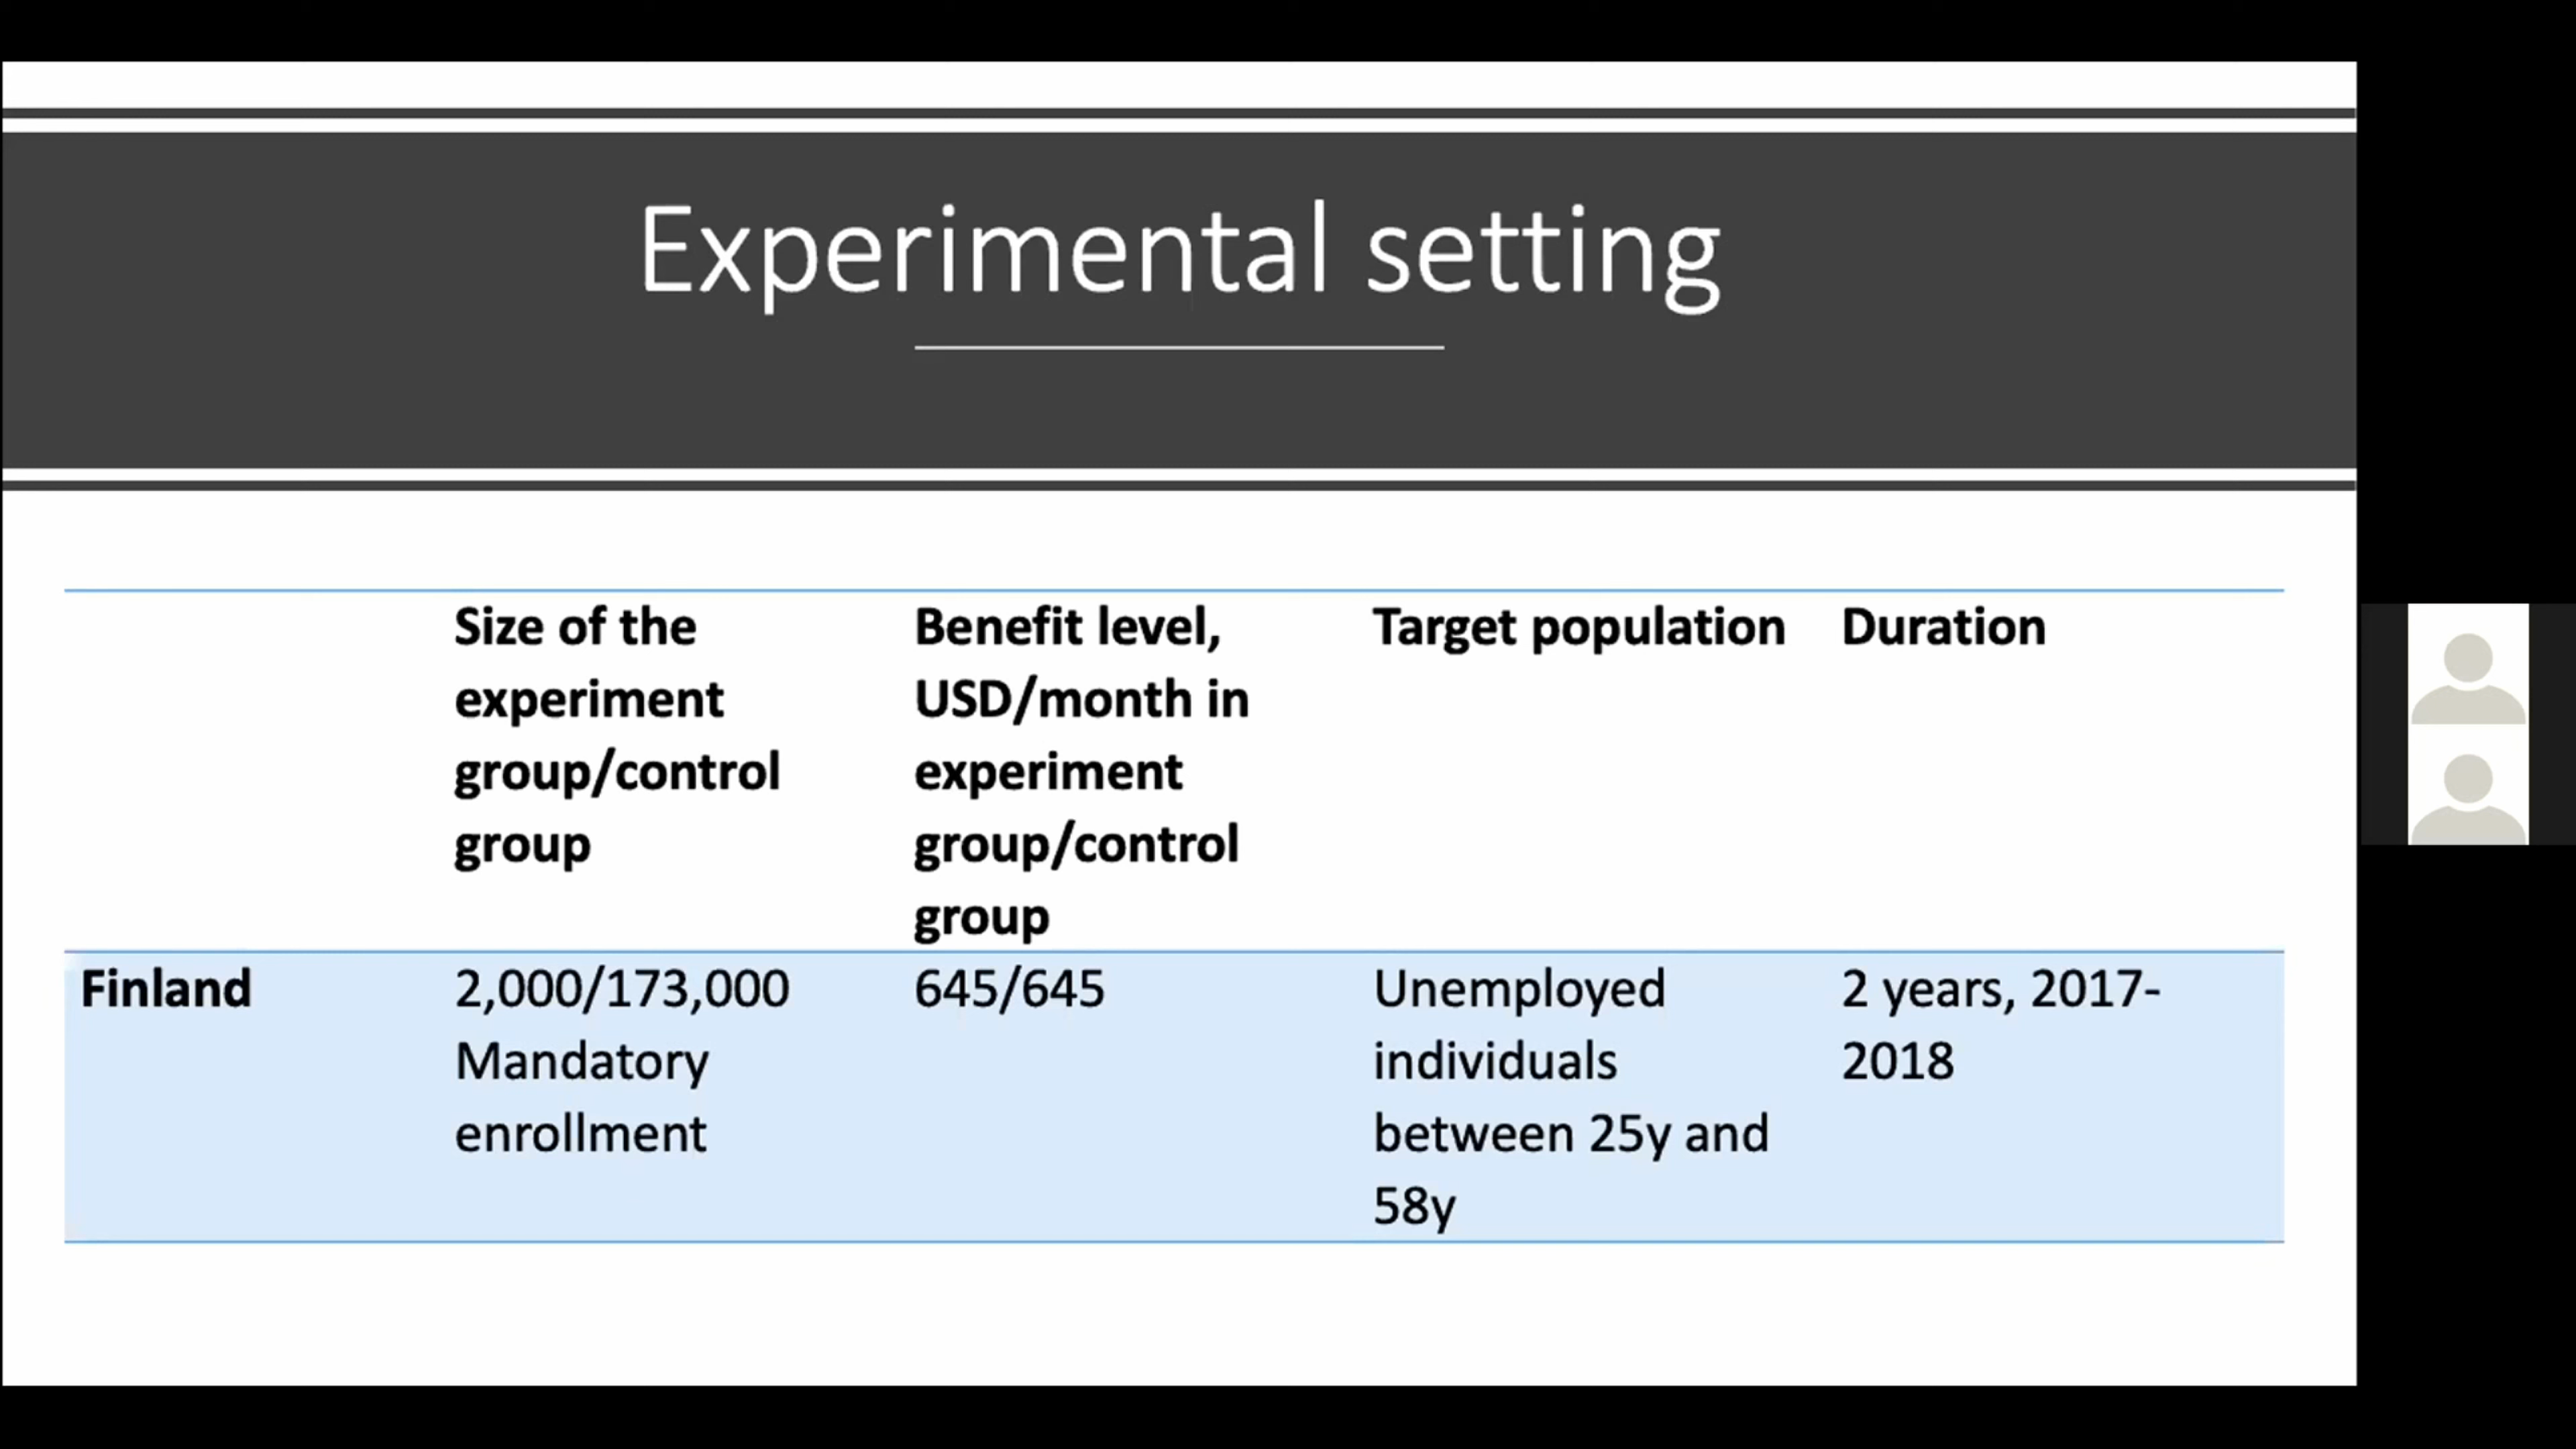 Experimental setting
Size of the
experiment
group/control
group
Benefit level,
USD/month in
experiment
group/control
group
Target population
Duration
Finland
2,000/173,000
Mandatory
enrollment
645/645
Unemployed
individuals
between 25y and
58y
2 years, 2017-
2018